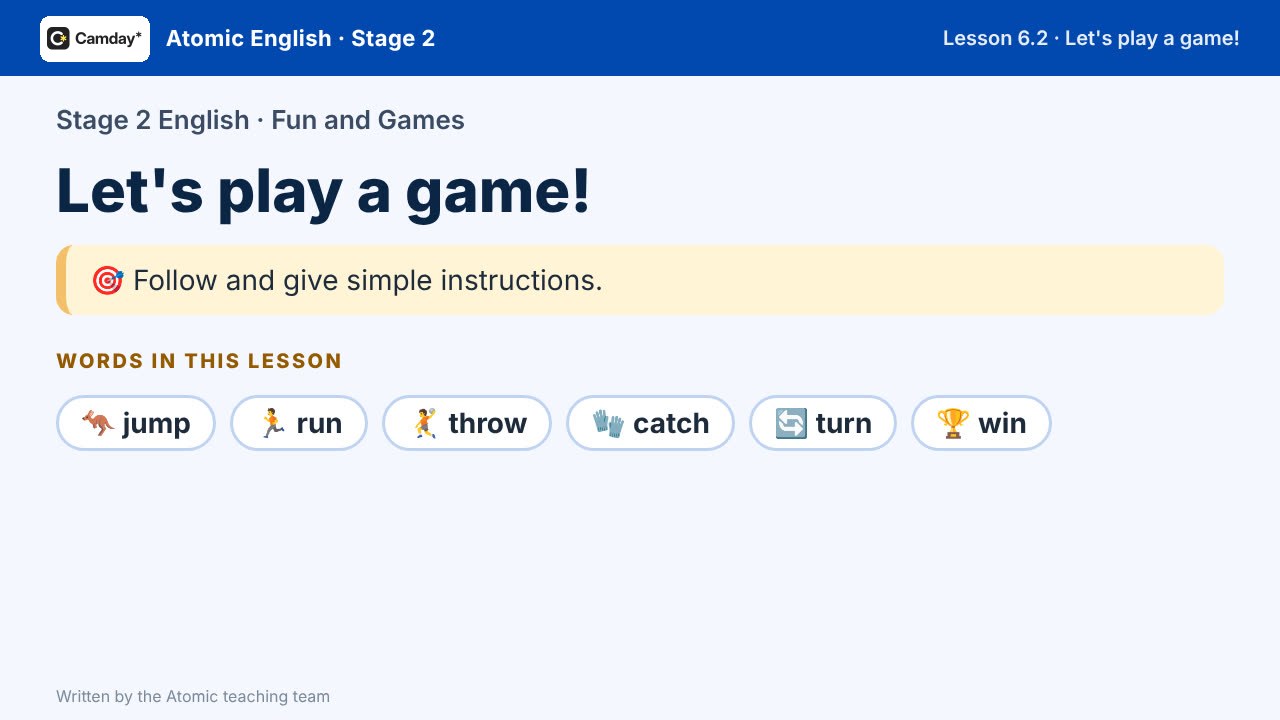 Camday*
Atomic English · Stage 2
Lesson 6.2 · Let's play a game!
Stage 2 English · Fun and Games
Let's play a game!
Follow and give simple instructions.
WORDS IN THIS LESSON
jump run throw catch turn win
Written by the Atomic teaching team